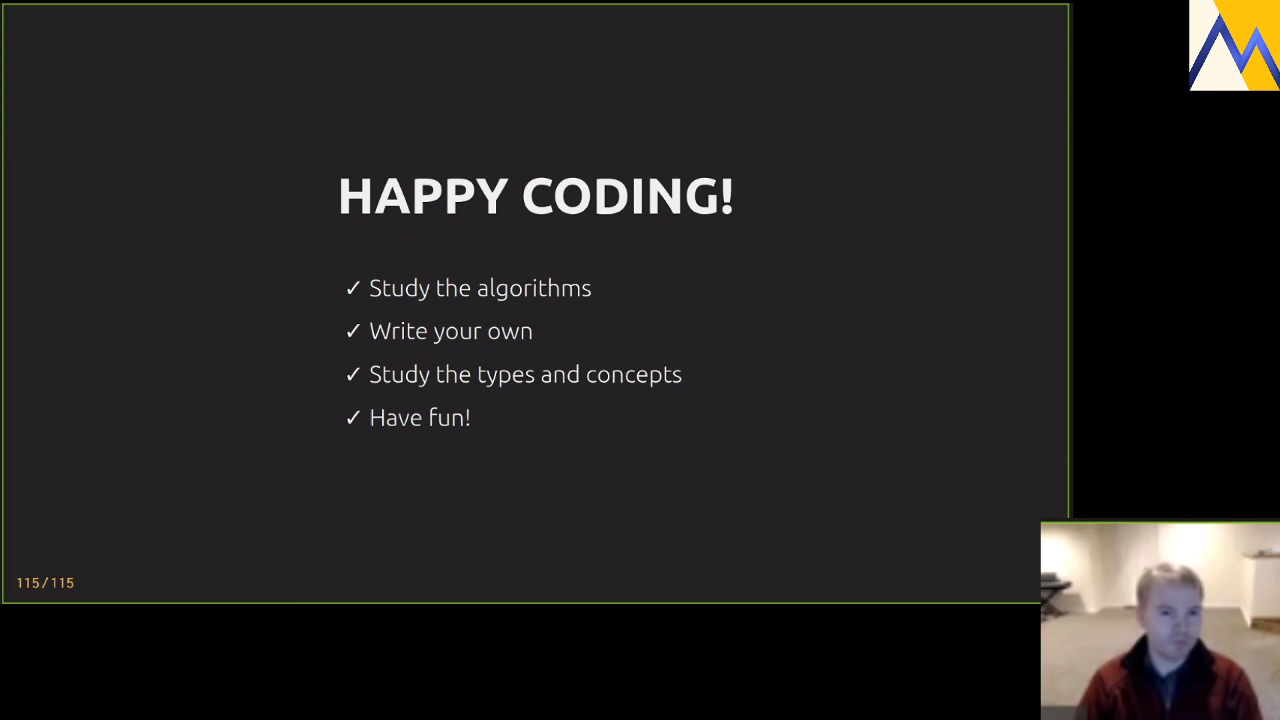 HAPPY CODING!
✓ Study the algorithms
✓ Write your own
✓ Study the types and concepts
✓ Have fun!
115/115